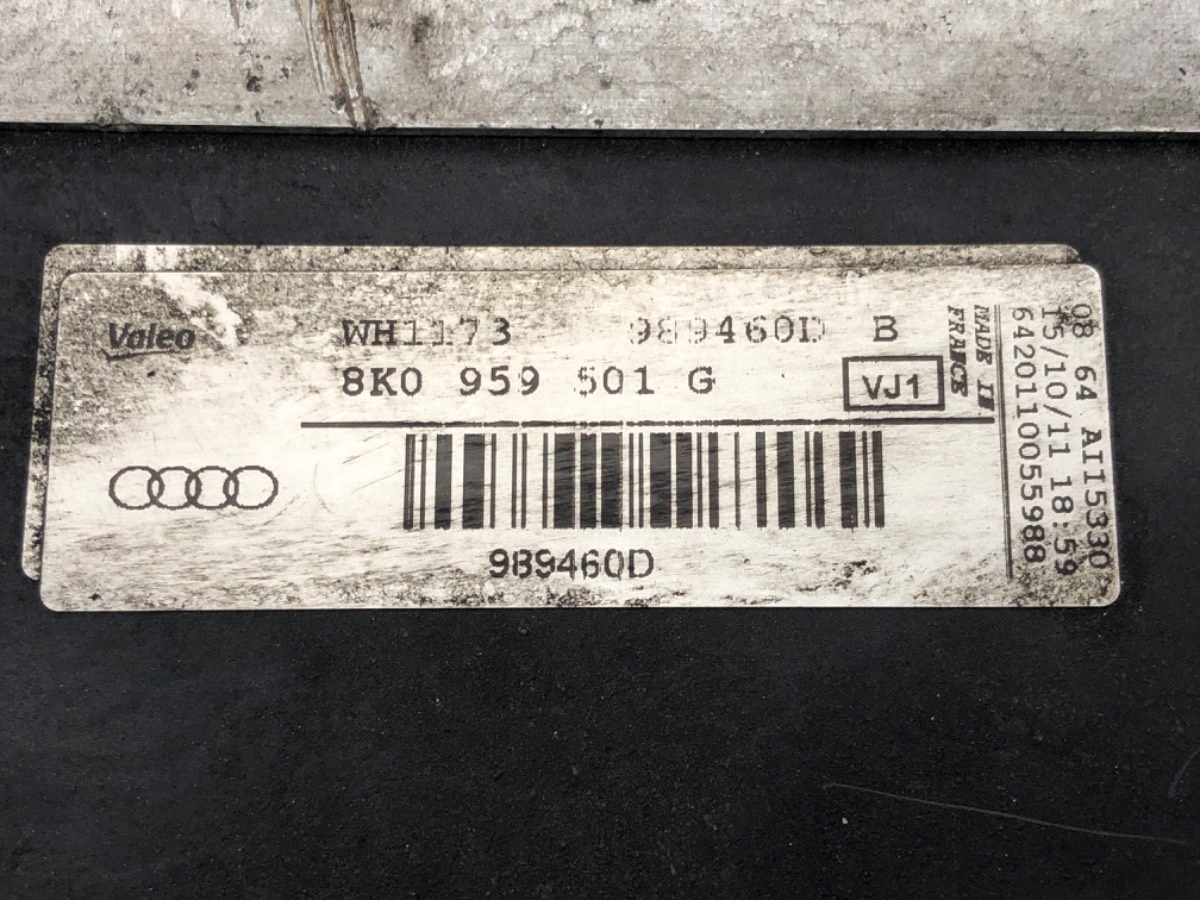 Valeo
WH1173 989460D B
8K0 959 501 G
VJ1
989460D
MADE IN
FRANCE
08 64 AI15330
15/10/11 18:59
6420110055988